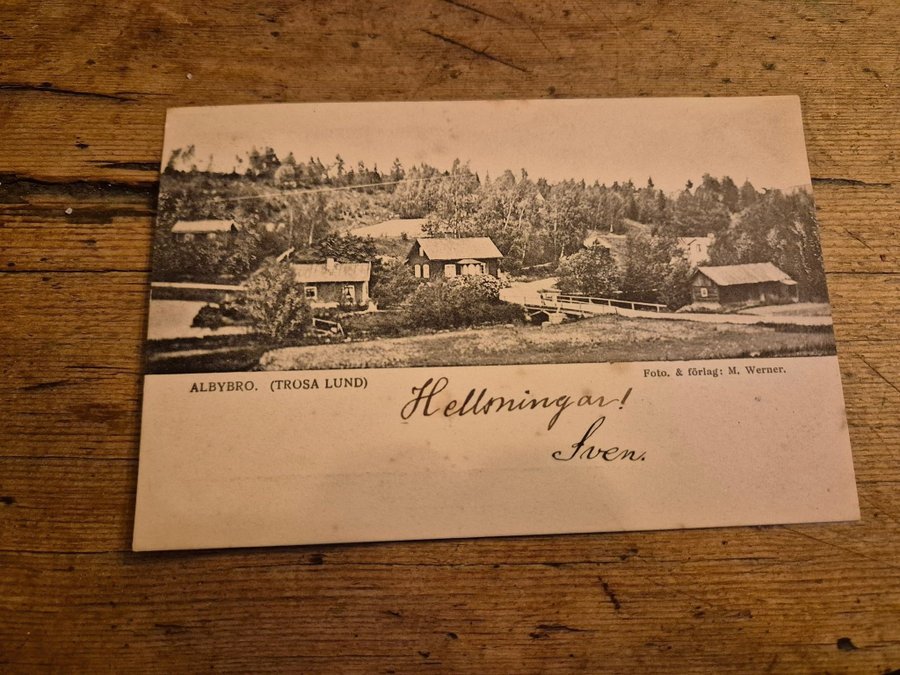 ALBYBRO. (TROSA LUND)
Foto. & förlag: M. Werner.
Hellsningar!
Sven.